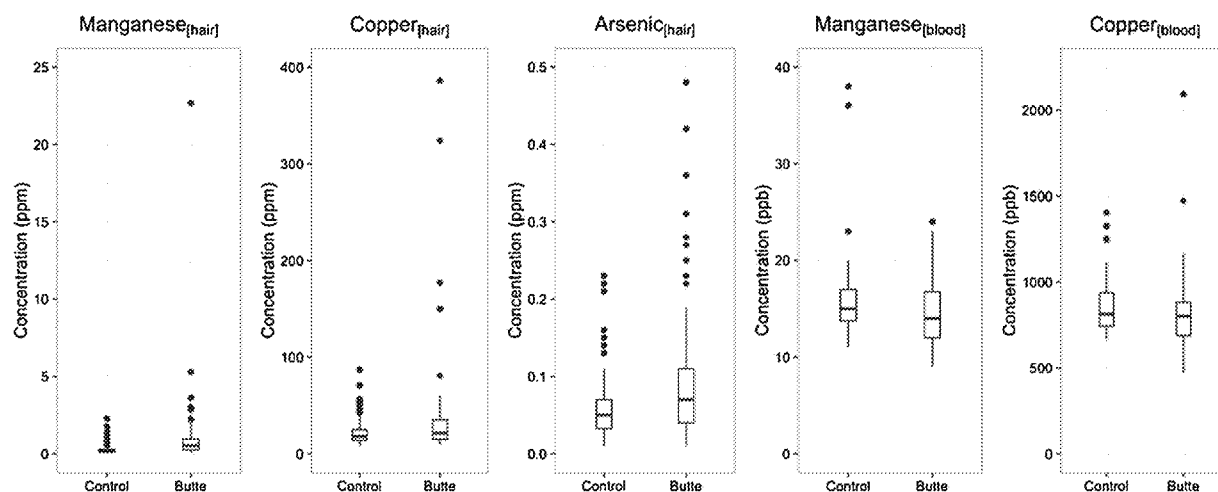 Manganese[hair]
Concentration (ppm)
25
20
15
10
5
0
Control Butte
Copper[hair]
Concentration (ppm)
400
300
200
100
0
Control Butte
Arsenic[hair]
Concentration (ppm)
0.5
0.4
0.3
0.2
0.1
0.0
Control Butte
Manganese[blood]
Concentration (ppb)
40
30
20
10
0
Control Butte
Copper[blood]
Concentration (ppb)
2000
1500
1000
500
0
Control Butte